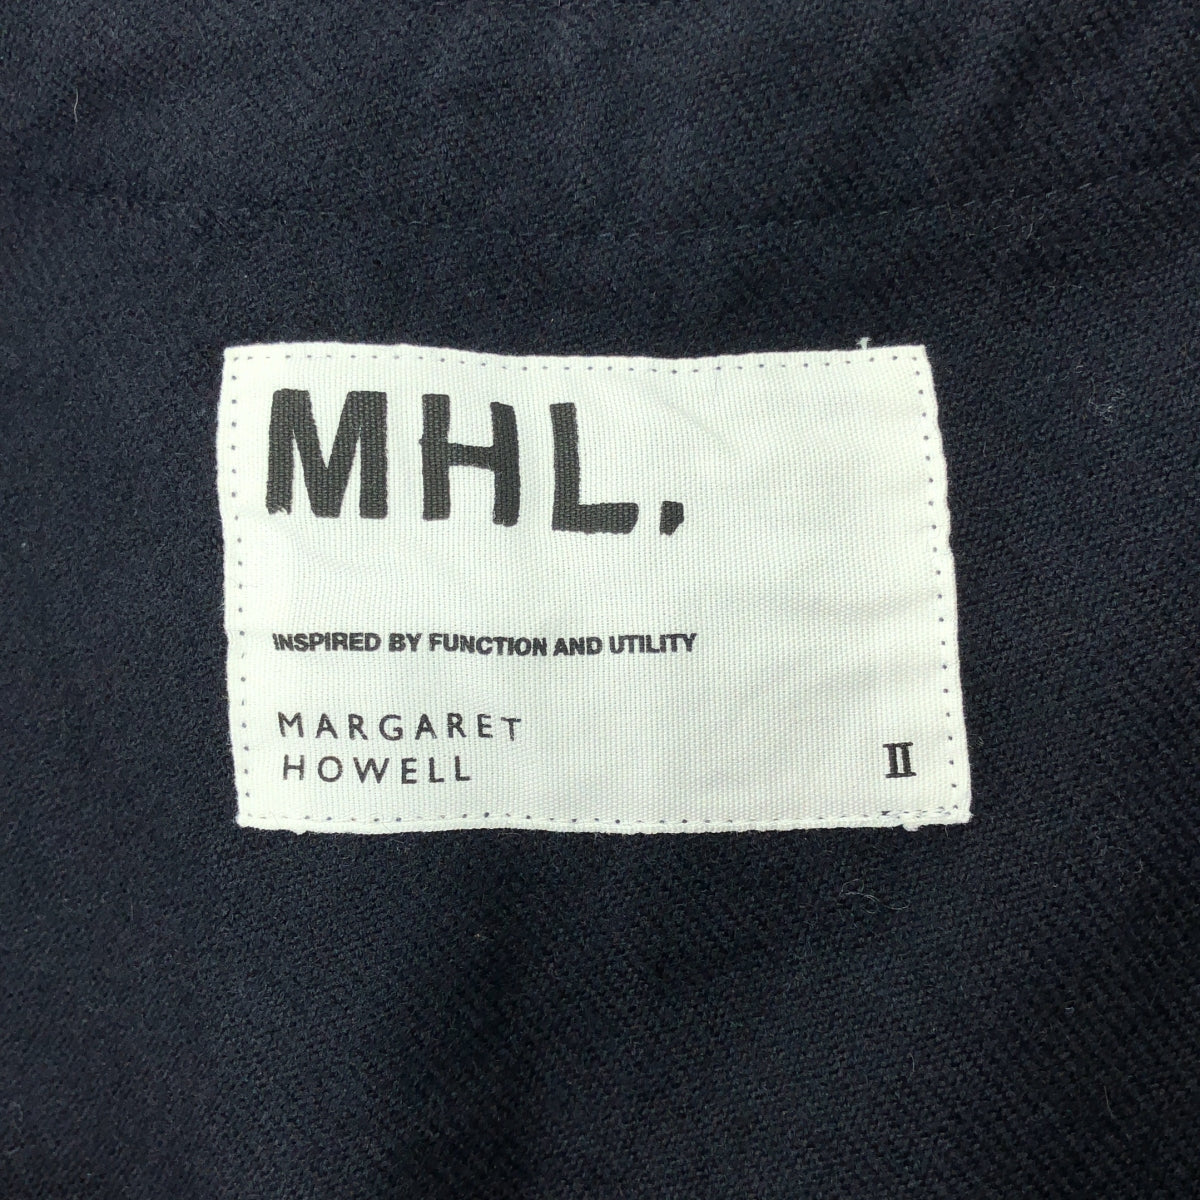 MHL.
INSPIRED BY FUNCTION AND UTILITY
MARGARET
HOWELL
II